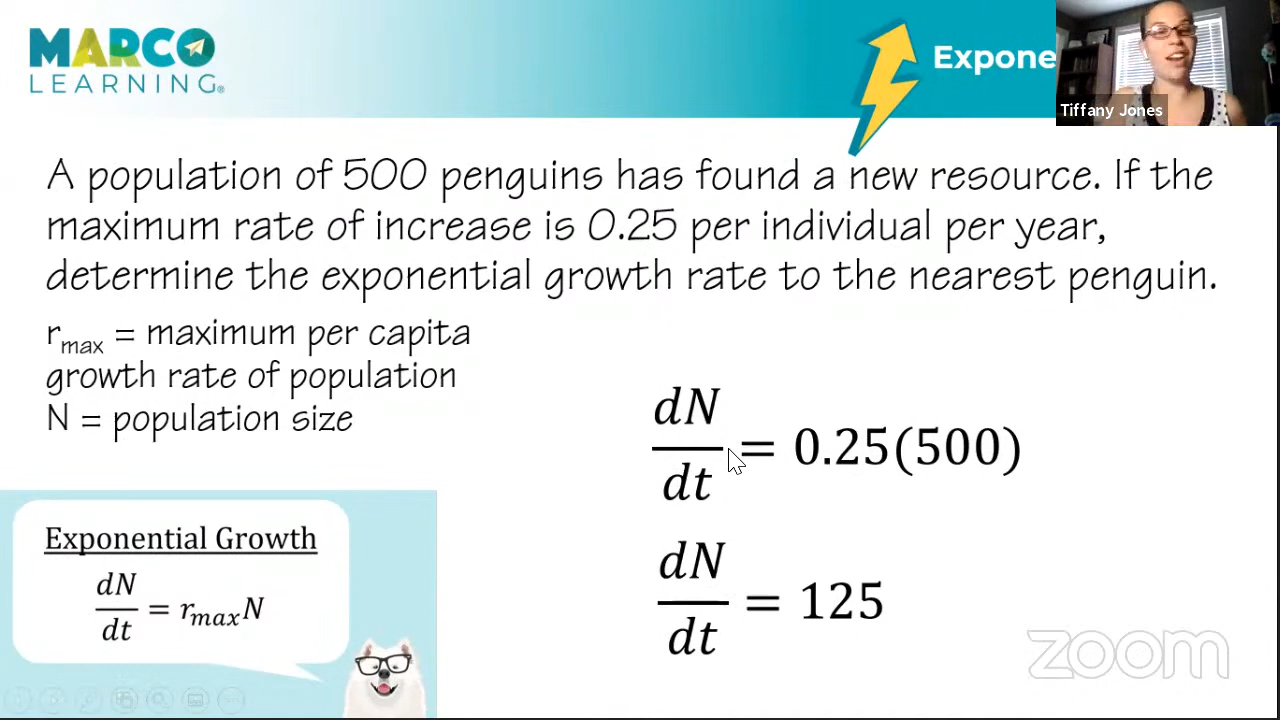 MARCO
LEARNING®
Expone
Tiffany Jones
A population of 500 penguins has found a new resource. If the
maximum rate of increase is 0.25 per individual per year,
determine the exponential growth rate to the nearest penguin.
rmax = maximum per capita
growth rate of population
N = population size
dN/dt = 0.25(500)
dN/dt = 125
Exponential Growth
dN/dt = rmaxN
zoom